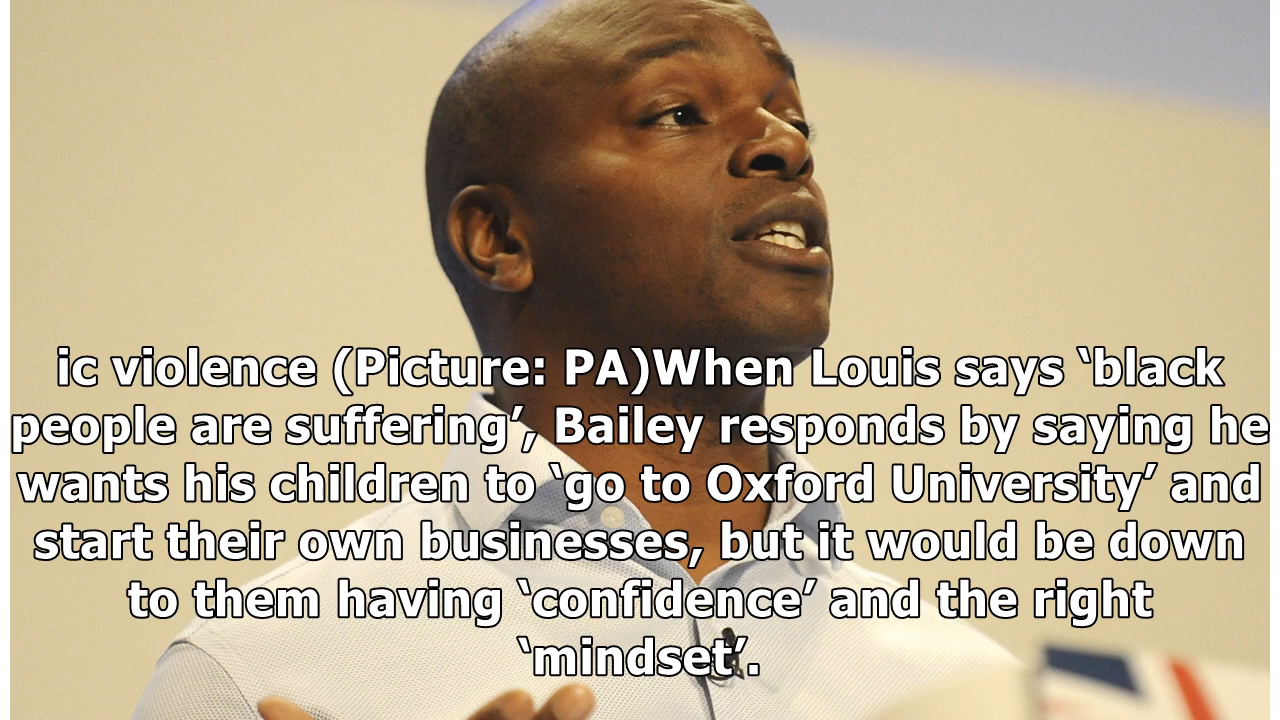 ic violence (Picture: PA)When Louis says ‘black
people are suffering’, Bailey responds by saying he
wants his children to ‘go to Oxford University’ and
start their own businesses, but it would be down
to them having ‘confidence’ and the right
‘mindset’.